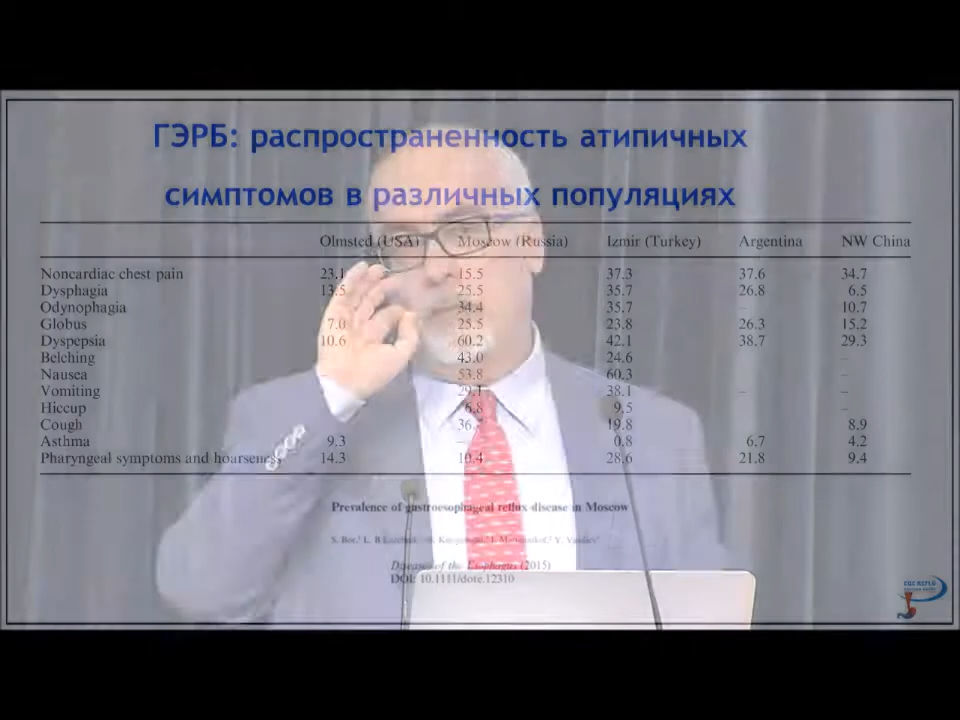 ГЭРБ: распространенность атипичных
симптомов в различных популяциях
Olmsted (USA) Moscow (Russia) Izmir (Turkey) Argentina NW China
Noncardiac chest pain 23.1 15.5 37.3 37.6 34.7
Dysphagia 13.5 25.5 35.7 26.8 6.5
Odynophagia 34.4 35.7 – 10.7
Globus 7.0 25.5 23.8 26.3 15.2
Dyspepsia 10.6 60.2 42.1 38.7 29.3
Belching 43.0 24.6 –
Nausea 53.8 60.3 –
Vomiting 29.1 38.1 – –
Hiccup 6.8 9.5 –
Cough 19.8 8.9
Asthma 9.3 – 0.8 6.7 4.2
Pharyngeal symptoms and hoarseness 14.3 10.4 28.6 21.8 9.4
Prevalence of gastroesophageal reflux disease in Moscow
S. Bor, Y. Vasiliev
Diseases of the Esophagus (2015)
DOI: 10.1111/dote.12310